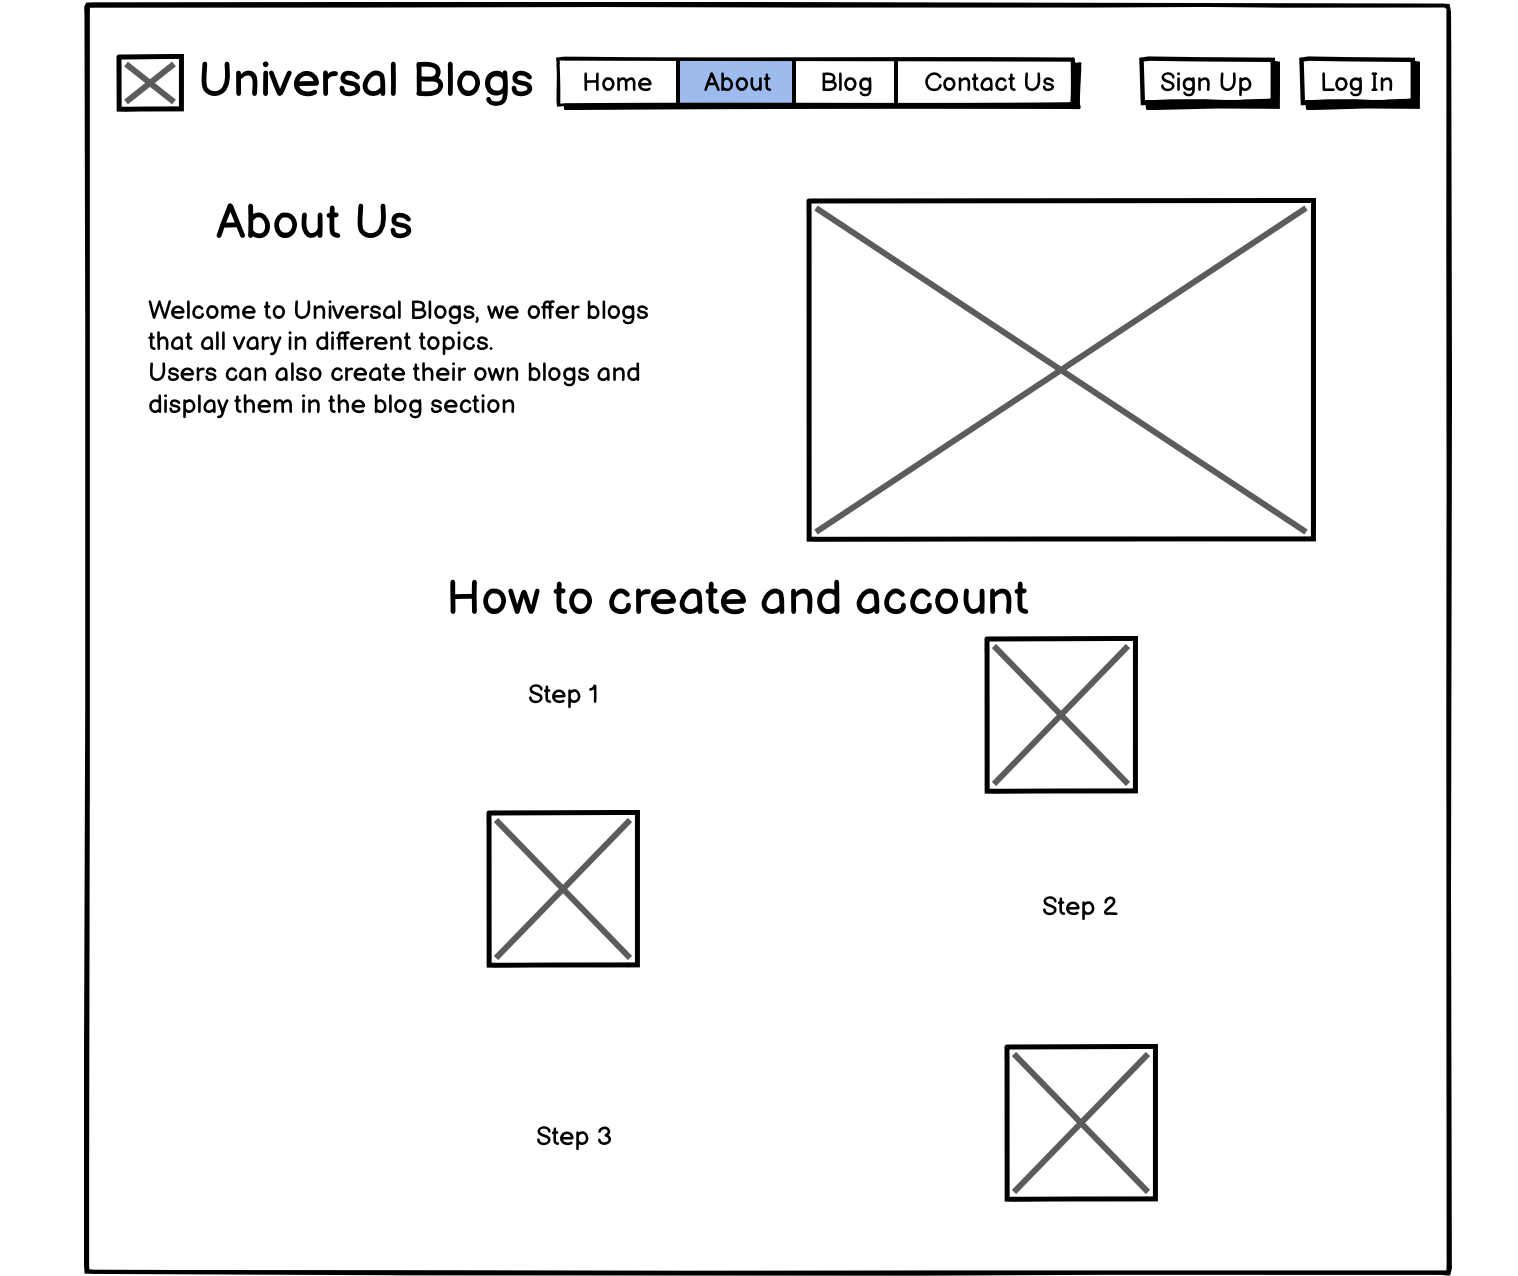 Universal Blogs
Home
About
Blog
Contact Us
Sign Up
Log In
About Us
Welcome to Universal Blogs, we offer blogs
that all vary in different topics.
Users can also create their own blogs and
display them in the blog section
How to create and account
Step 1
Step 2
Step 3